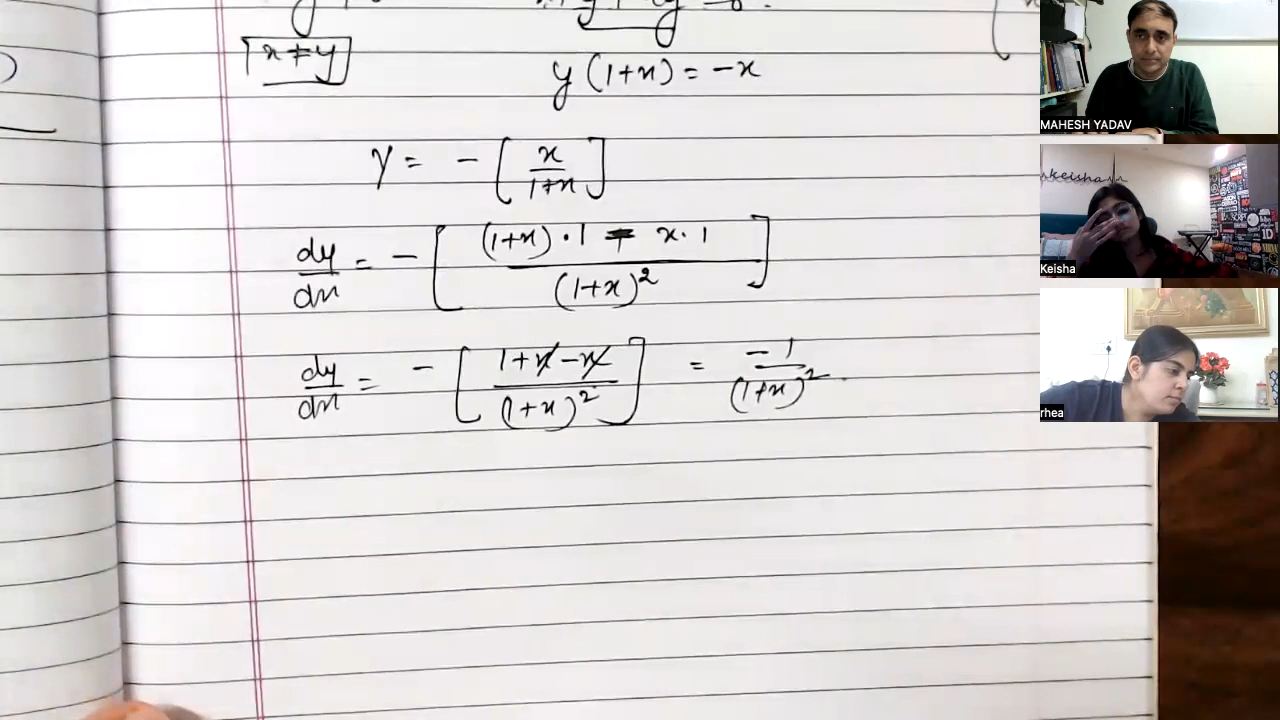 x ≠ y
y (1+x) = -x
y = - [ x / 1+x ]
dy/dx = - [ (1+x)·1 - x·1 / (1+x)² ]
dy/dx = - [ 1+x-x / (1+x)² ] = -1 / (1+x)²
MAHESH YADAV
Keisha
Keisha
rhea